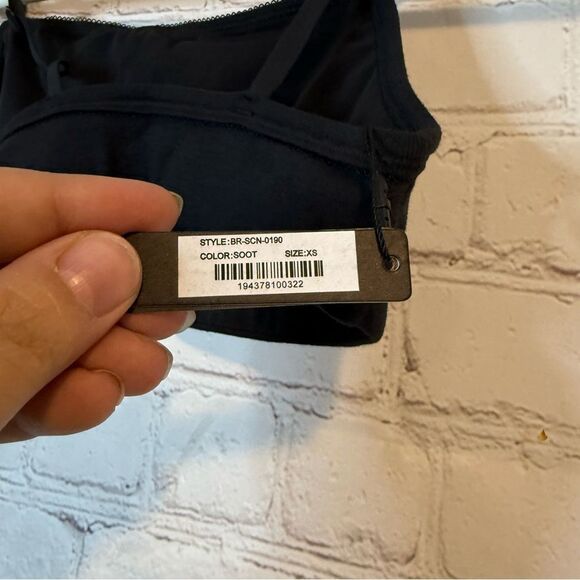 STYLE:BR-SCN-0190
COLOR:SOOT SIZE:XS
194378100322